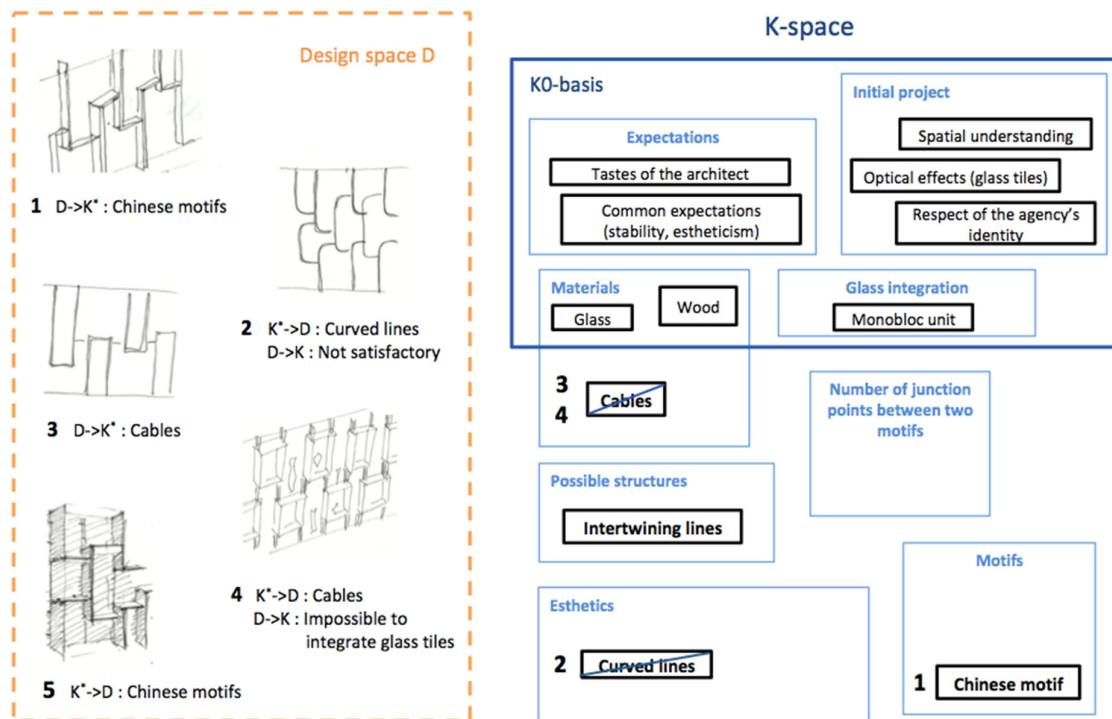 Design space D
1 D->K* : Chinese motifs
2 K*->D : Curved lines
D->K : Not satisfactory
3 D->K* : Cables
4 K*->D : Cables
D->K : Impossible to
integrate glass tiles
5 K*->D : Chinese motifs
K-space
K0-basis
Expectations
Tastes of the architect
Common expectations
(stability, estheticism)
Initial project
Spatial understanding
Optical effects (glass tiles)
Respect of the agency's
identity
Materials
Glass
Wood
Glass integration
Monobloc unit
3
4
Cables
Number of junction
points between two
motifs
Possible structures
Intertwining lines
Esthetics
2 Curved lines
Motifs
1 Chinese motif